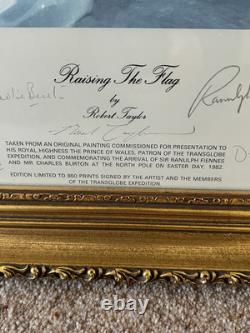 Raising The Flag
by
Robert Taylor
TAKEN FROM AN ORIGINAL PAINTING COMMISSIONED FOR PRESENTATION TO
HIS ROYAL HIGHNESS THE PRINCE OF WALES, PATRON OF THE TRANSGLOBE
EXPEDITION, AND COMMEMORATING THE ARRIVAL OF SIR RANULPH FIENNES
AND MR CHARLES BURTON AT THE NORTH POLE ON EASTER DAY, 1982.
EDITION LIMITED TO 850 PRINTS SIGNED BY THE ARTIST AND THE MEMBERS
OF THE TRANSGLOBE EXPEDITION.